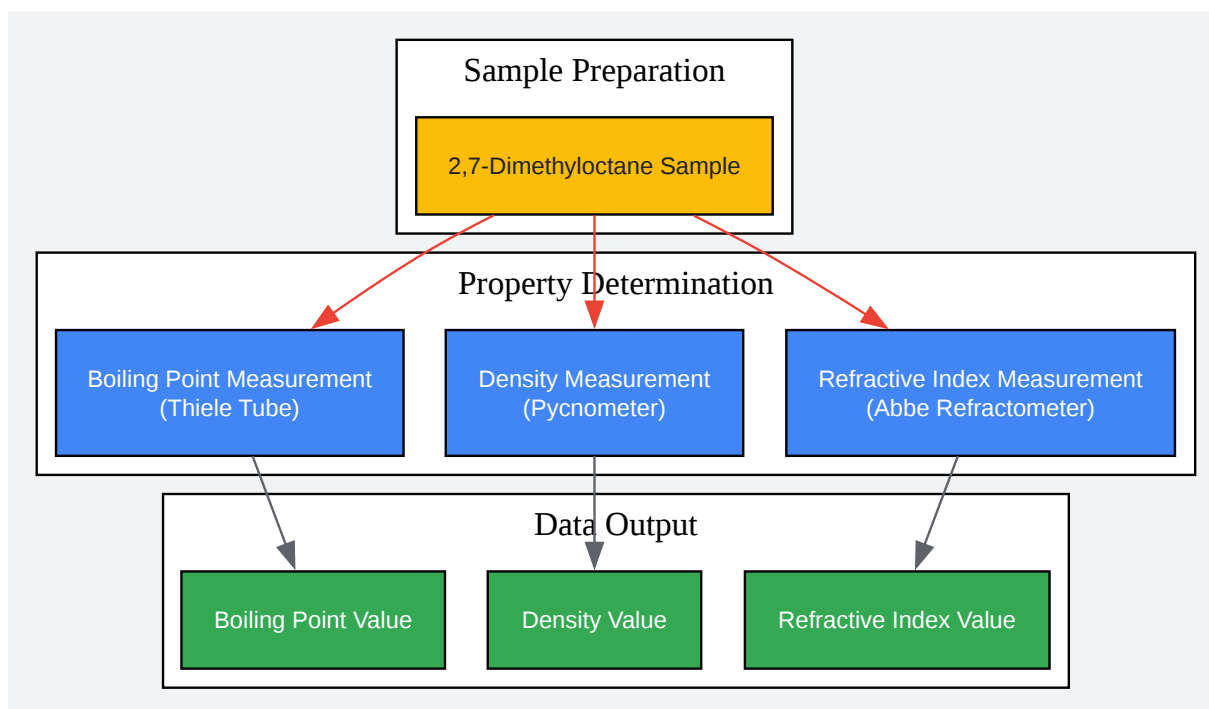 Sample Preparation
2,7-Dimethyloctane Sample
Property Determination
Boiling Point Measurement
(Thiele Tube)
Density Measurement
(Pycnometer)
Refractive Index Measurement
(Abbe Refractometer)
Data Output
Boiling Point Value
Density Value
Refractive Index Value